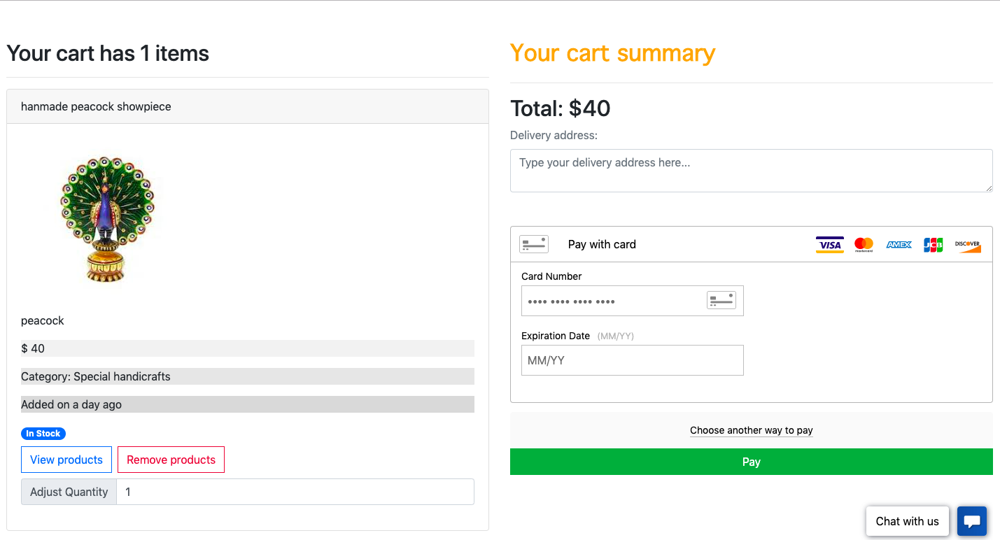 Your cart has 1 items
hanmade peacock showpiece
peacock
$ 40
Category: Special handicrafts
Added on a day ago
In Stock
View products
Remove products
Adjust Quantity
1
Your cart summary
Total: $40
Delivery address:
Type your delivery address here...
Pay with card
VISA
mastercard
AMEX
JCB
DISCOVER
Card Number
•••• •••• •••• ••••
Expiration Date (MM/YY)
MM/YY
Choose another way to pay
Pay
Chat with us